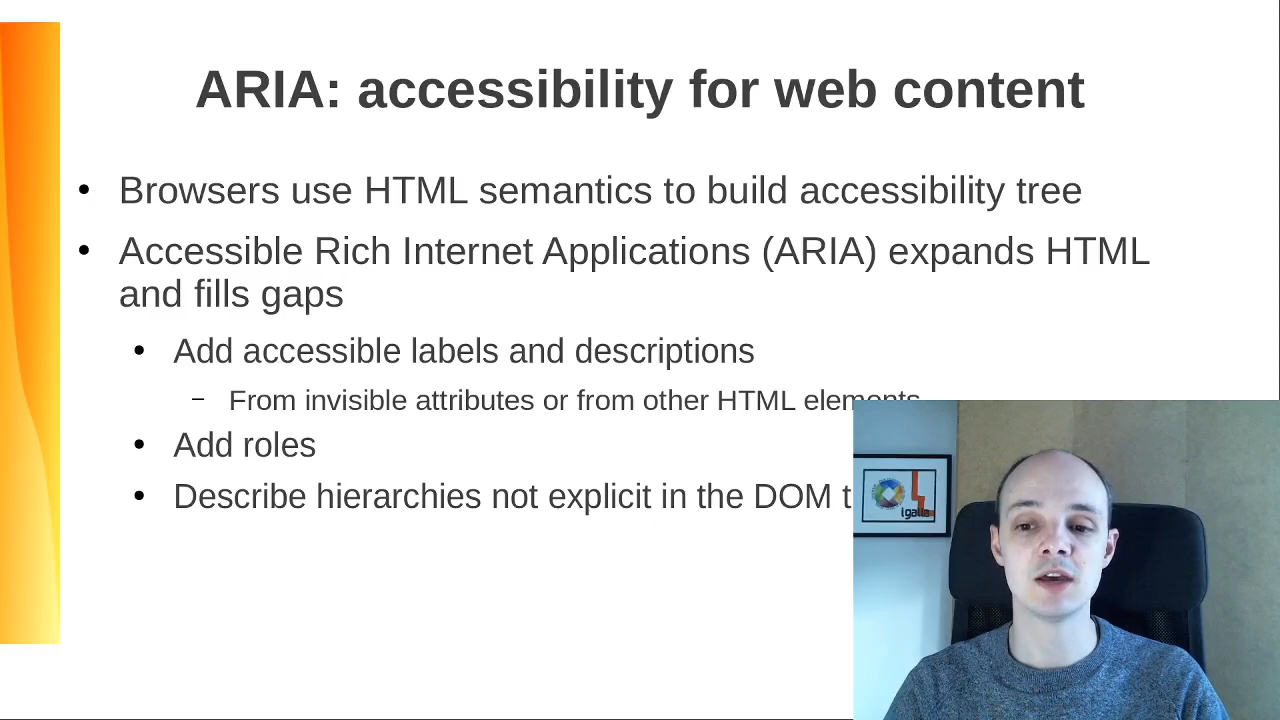 ARIA: accessibility for web content
• Browsers use HTML semantics to build accessibility tree
• Accessible Rich Internet Applications (ARIA) expands HTML
and fills gaps
• Add accessible labels and descriptions
– From invisible attributes or from other HTML elements
• Add roles
• Describe hierarchies not explicit in the DOM
igalia